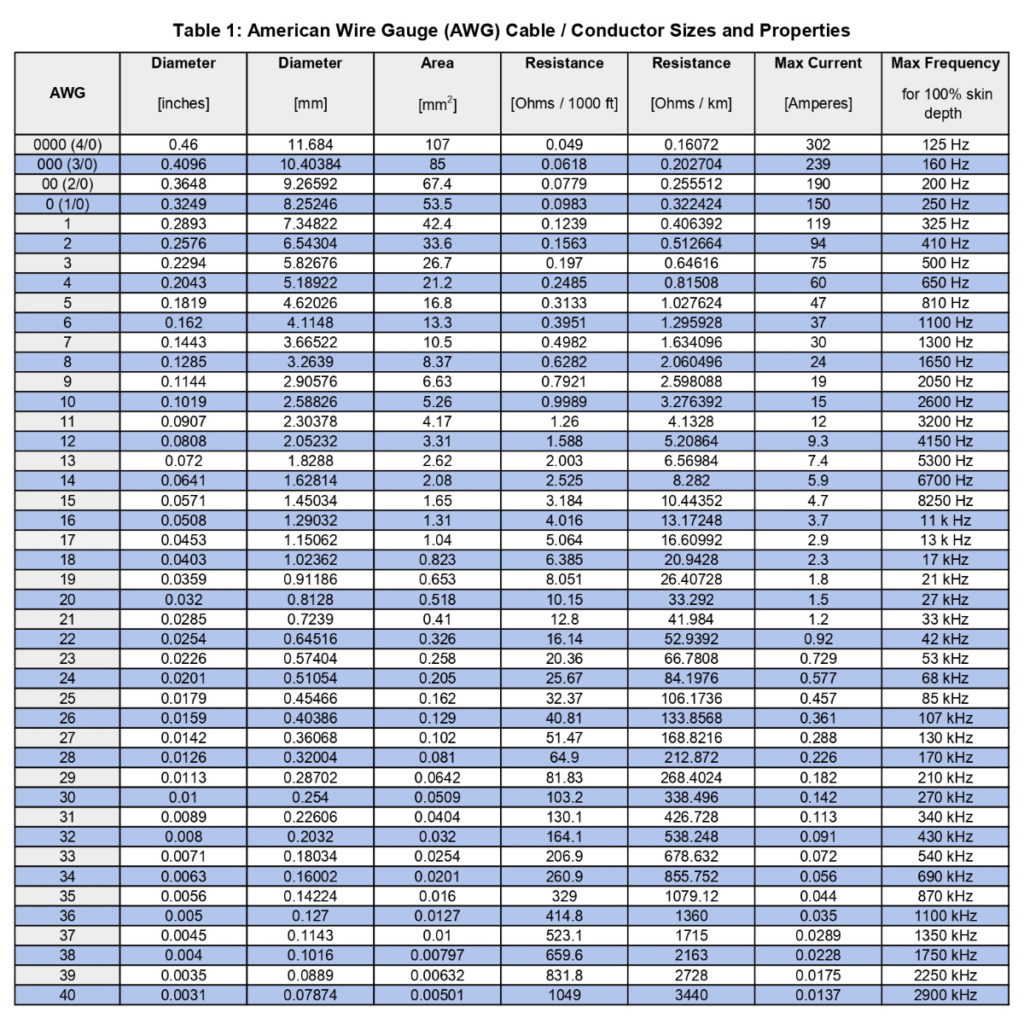 Table 1: American Wire Gauge (AWG) Cable / Conductor Sizes and Properties
AWG Diameter [inches] Diameter [mm] Area [mm²] Resistance [Ohms / 1000 ft] Resistance [Ohms / km] Max Current [Amperes] Max Frequency for 100% skin depth
0000 (4/0) 0.46 11.684 107 0.049 0.16072 302 125 Hz
000 (3/0) 0.4096 10.40384 85 0.0618 0.202704 239 160 Hz
00 (2/0) 0.3648 9.26592 67.4 0.0779 0.255512 190 200 Hz
0 (1/0) 0.3249 8.25246 53.5 0.0983 0.322424 150 250 Hz
1 0.2893 7.34822 42.4 0.1239 0.406392 119 325 Hz
2 0.2576 6.54304 33.6 0.1563 0.512664 94 410 Hz
3 0.2294 5.82676 26.7 0.197 0.64616 75 500 Hz
4 0.2043 5.18922 21.2 0.2485 0.81508 60 650 Hz
5 0.1819 4.62026 16.8 0.3133 1.027624 47 810 Hz
6 0.162 4.1148 13.3 0.3951 1.295928 37 1100 Hz
7 0.1443 3.66522 10.5 0.4982 1.634096 30 1300 Hz
8 0.1285 3.2639 8.37 0.6282 2.060496 24 1650 Hz
9 0.1144 2.90576 6.63 0.7921 2.598088 19 2050 Hz
10 0.1019 2.58826 5.26 0.9989 3.276392 15 2600 Hz
11 0.0907 2.30378 4.17 1.26 4.1328 12 3200 Hz
12 0.0808 2.05232 3.31 1.588 5.20864 9.3 4150 Hz
13 0.072 1.8288 2.62 2.003 6.56984 7.4 5300 Hz
14 0.0641 1.62814 2.08 2.525 8.282 5.9 6700 Hz
15 0.0571 1.45034 1.65 3.184 10.44352 4.7 8250 Hz
16 0.0508 1.29032 1.31 4.016 13.17248 3.7 11 k Hz
17 0.0453 1.15062 1.04 5.064 16.60992 2.9 13 k Hz
18 0.0403 1.02362 0.823 6.385 20.9428 2.3 17 kHz
19 0.0359 0.91186 0.653 8.051 26.40728 1.8 21 kHz
20 0.032 0.8128 0.518 10.15 33.292 1.5 27 kHz
21 0.0285 0.7239 0.41 12.8 41.984 1.2 33 kHz
22 0.0254 0.64516 0.326 16.14 52.9392 0.92 42 kHz
23 0.0226 0.57404 0.258 20.36 66.7808 0.729 53 kHz
24 0.0201 0.51054 0.205 25.67 84.1976 0.577 68 kHz
25 0.0179 0.45466 0.162 32.37 106.1736 0.457 85 kHz
26 0.0159 0.40386 0.129 40.81 133.8568 0.361 107 kHz
27 0.0142 0.36068 0.102 51.47 168.8216 0.288 130 kHz
28 0.0126 0.32004 0.081 64.9 212.872 0.226 170 kHz
29 0.0113 0.28702 0.0642 81.83 268.4024 0.182 210 kHz
30 0.01 0.254 0.0509 103.2 338.496 0.142 270 kHz
31 0.0089 0.22606 0.0404 130.1 426.728 0.113 340 kHz
32 0.008 0.2032 0.032 164.1 538.248 0.091 430 kHz
33 0.0071 0.18034 0.0254 206.9 678.632 0.072 540 kHz
34 0.0063 0.16002 0.0201 260.9 855.752 0.056 690 kHz
35 0.0056 0.14224 0.016 329 1079.12 0.044 870 kHz
36 0.005 0.127 0.0127 414.8 1360 0.035 1100 kHz
37 0.0045 0.1143 0.01 523.1 1715 0.0289 1350 kHz
38 0.004 0.1016 0.00797 659.6 2163 0.0228 1750 kHz
39 0.0035 0.0889 0.00632 831.8 2728 0.0175 2250 kHz
40 0.0031 0.07874 0.00501 1049 3440 0.0137 2900 kHz